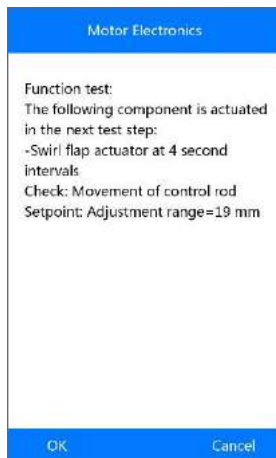 Motor Electronics
Function test:
The following component is actuated
in the next test step:
-Swirl flap actuator at 4 second
intervals
Check: Movement of control rod
Setpoint: Adjustment range=19 mm
OK
Cancel